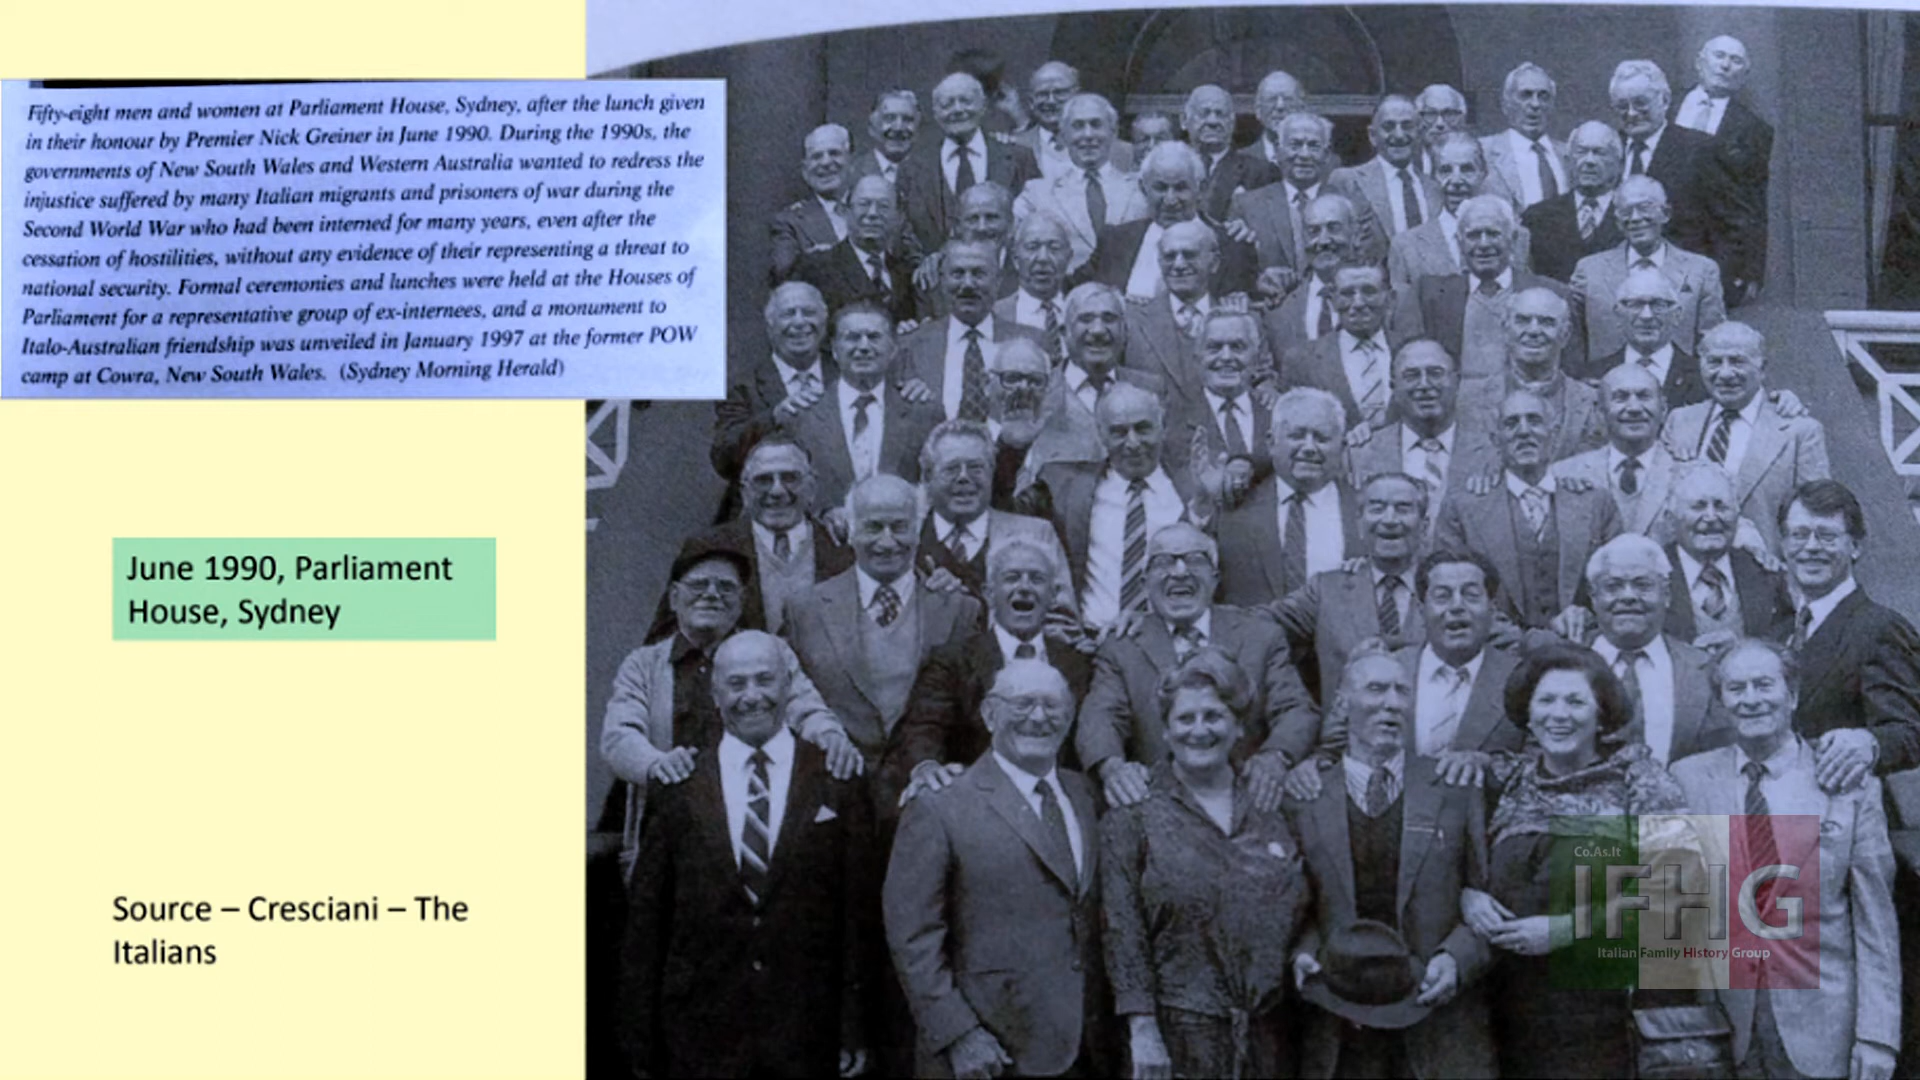 Fifty-eight men and women at Parliament House, Sydney, after the lunch given
in their honour by Premier Nick Greiner in June 1990. During the 1990s, the
governments of New South Wales and Western Australia wanted to redress the
injustice suffered by many Italian migrants and prisoners of war during the
Second World War who had been interned for many years, even after the
cessation of hostilities, without any evidence of their representing a threat to
national security. Formal ceremonies and lunches were held at the Houses of
Parliament for a representative group of ex-internees, and a monument to
Italo-Australian friendship was unveiled in January 1997 at the former POW
camp at Cowra, New South Wales. (Sydney Morning Herald)
June 1990, Parliament
House, Sydney
Source – Cresciani – The
Italians
Co.As.It
IFHG
Italian Family History Group